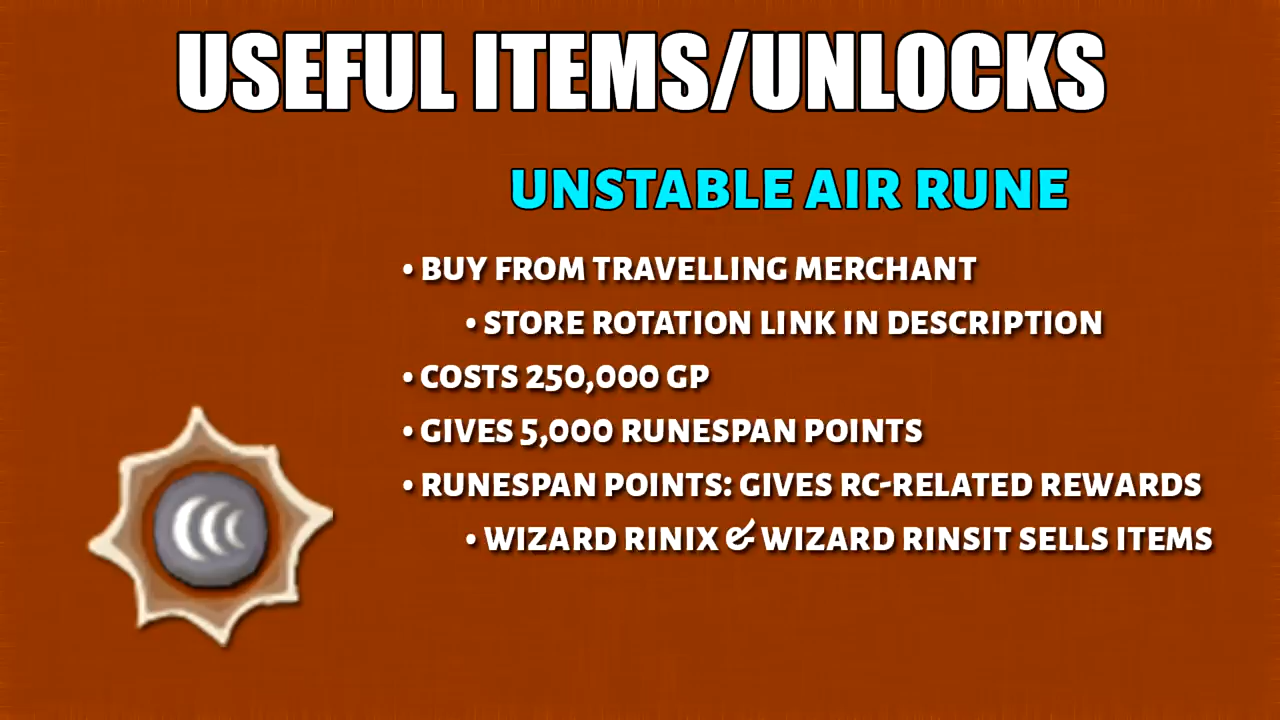 USEFUL ITEMS/UNLOCKS
UNSTABLE AIR RUNE
• BUY FROM TRAVELLING MERCHANT
• STORE ROTATION LINK IN DESCRIPTION
• COSTS 250,000 GP
• GIVES 5,000 RUNESPAN POINTS
• RUNESPAN POINTS: GIVES RC-RELATED REWARDS
• WIZARD RINIX & WIZARD RINSIT SELLS ITEMS